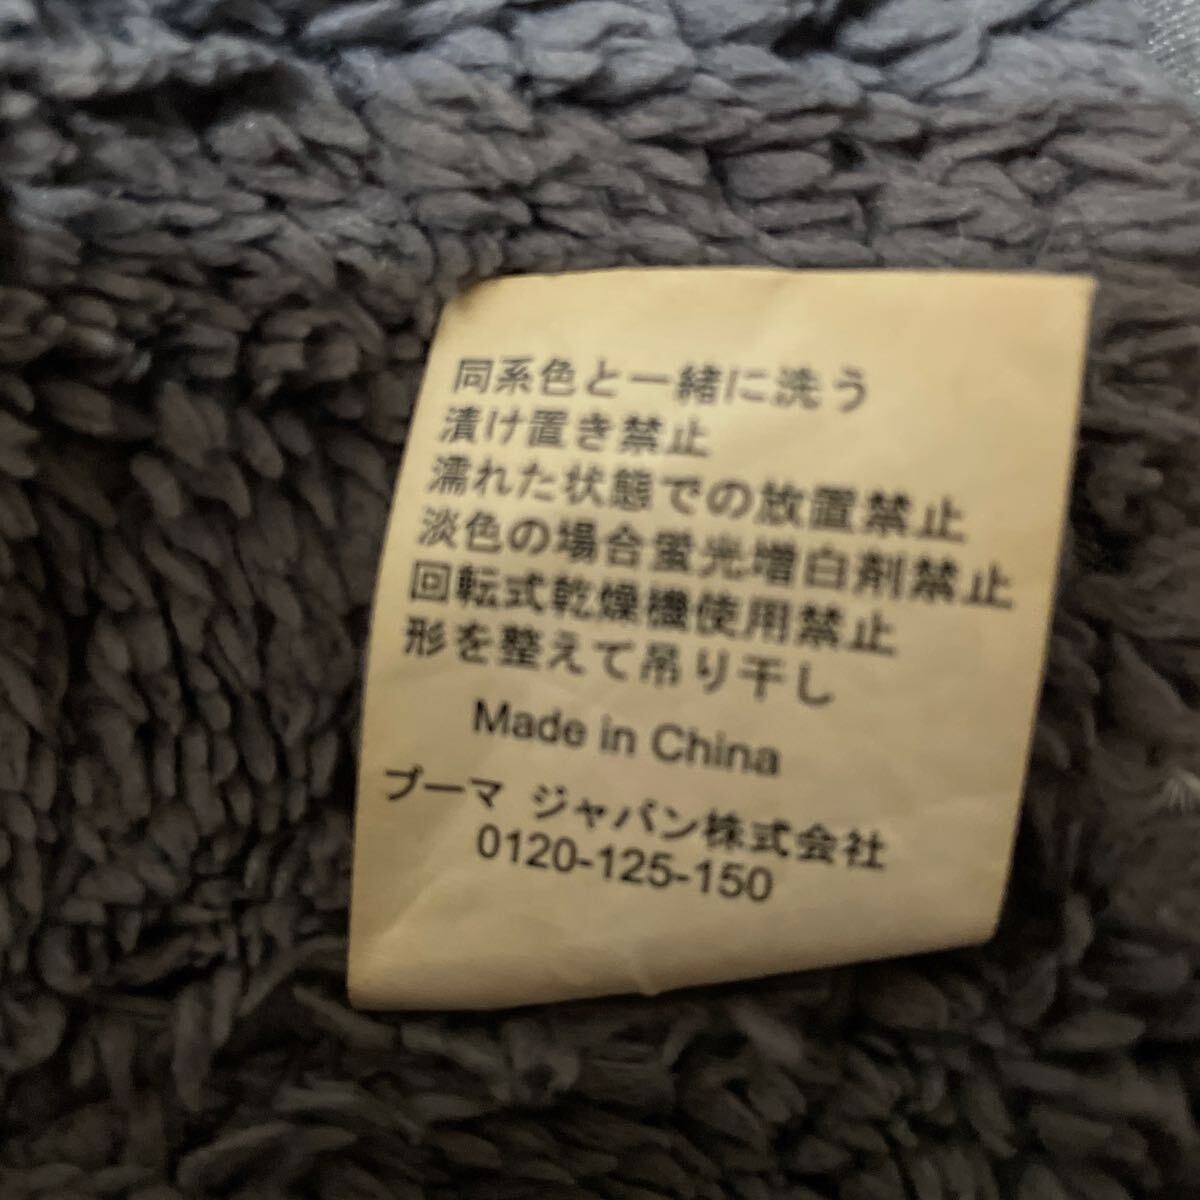 同系色と一緒に洗う
漬け置き禁止
濡れた状態での放置禁止
淡色の場合蛍光増白剤禁止
回転式乾燥機使用禁止
形を整えて吊り干し
Made in China
プーマ ジャパン株式会社
0120-125-150